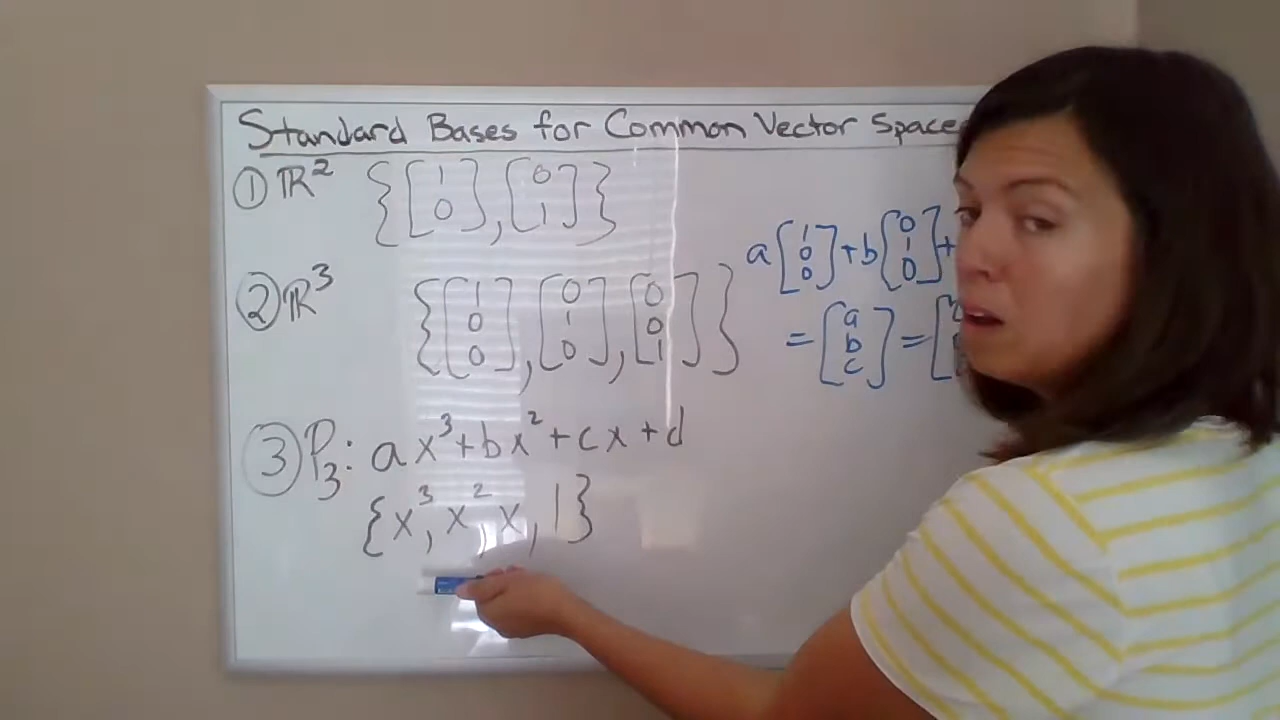 Standard Bases for Common Vector Space
① ℝ² {[1 0], [0 1]}
a[1 0 0] + b[0 1 0] +
② ℝ³ {[1 0 0], [0 1 0], [0 0 1]}
= [a b c] = [
③ P₃: ax³ + bx² + cx + d
{x³, x², x, 1}